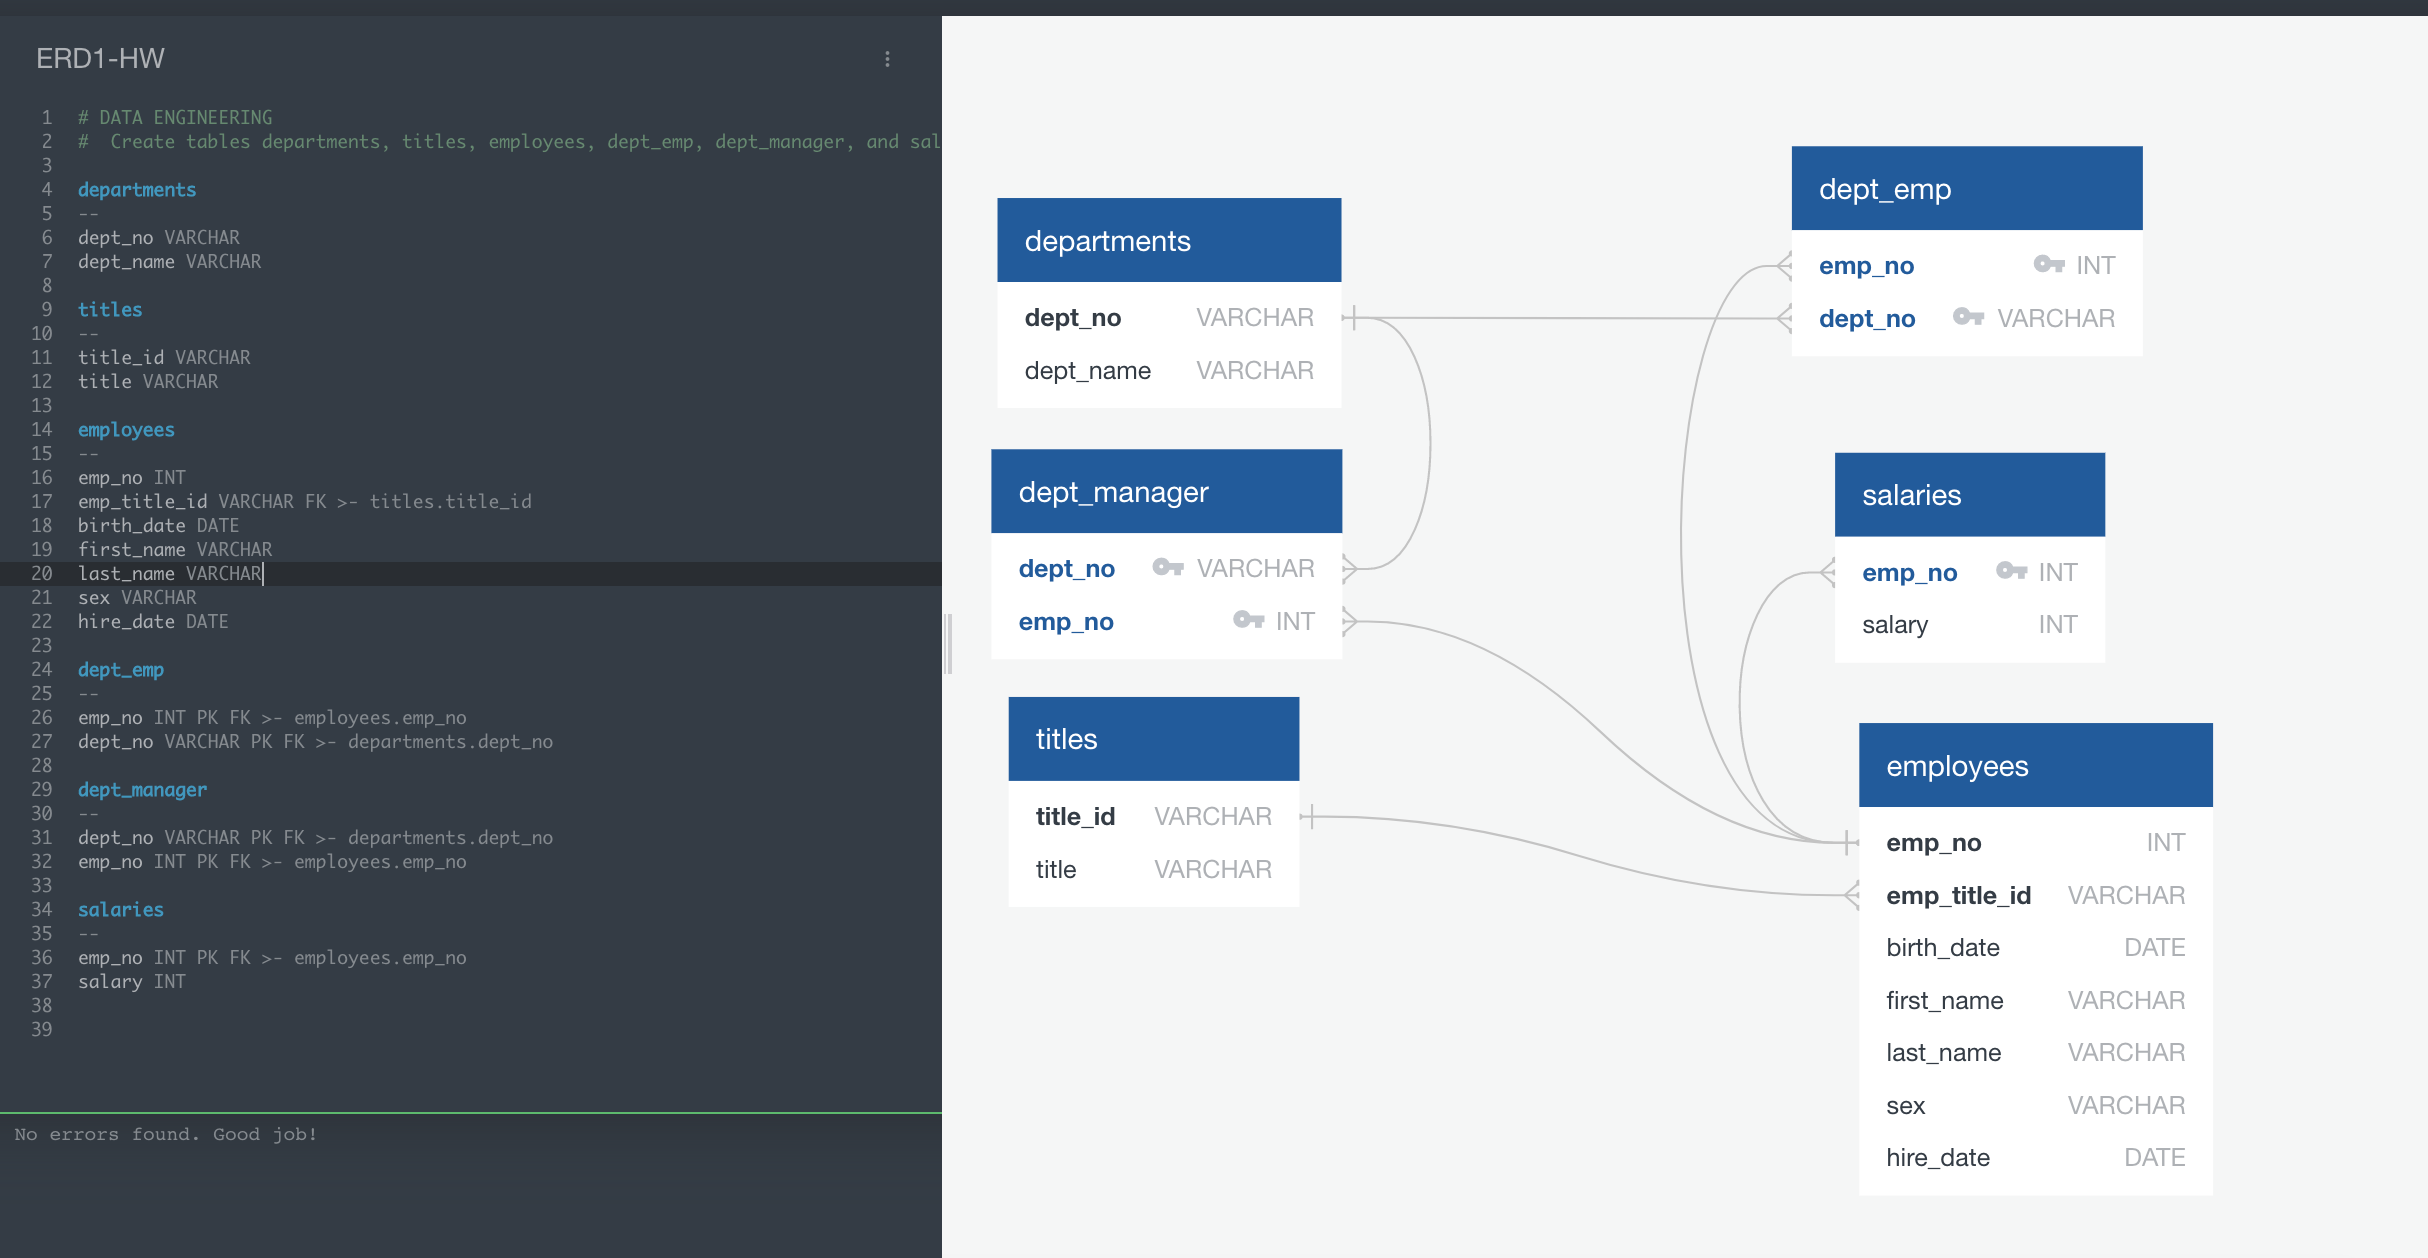 ERD1-HW
1 # DATA ENGINEERING
2 #  Create tables departments, titles, employees, dept_emp, dept_manager, and sal
3
4 departments
5 --
6 dept_no VARCHAR
7 dept_name VARCHAR
8
9 titles
10 --
11 title_id VARCHAR
12 title VARCHAR
13
14 employees
15 --
16 emp_no INT
17 emp_title_id VARCHAR FK >- titles.title_id
18 birth_date DATE
19 first_name VARCHAR
20 last_name VARCHAR
21 sex VARCHAR
22 hire_date DATE
23
24 dept_emp
25 --
26 emp_no INT PK FK >- employees.emp_no
27 dept_no VARCHAR PK FK >- departments.dept_no
28
29 dept_manager
30 --
31 dept_no VARCHAR PK FK >- departments.dept_no
32 emp_no INT PK FK >- employees.emp_no
33
34 salaries
35 --
36 emp_no INT PK FK >- employees.emp_no
37 salary INT
38
39
No errors found. Good job!
departments
dept_no VARCHAR
dept_name VARCHAR
dept_manager
dept_no VARCHAR
emp_no INT
titles
title_id VARCHAR
title VARCHAR
dept_emp
emp_no INT
dept_no VARCHAR
salaries
emp_no INT
salary INT
employees
emp_no INT
emp_title_id VARCHAR
birth_date DATE
first_name VARCHAR
last_name VARCHAR
sex VARCHAR
hire_date DATE